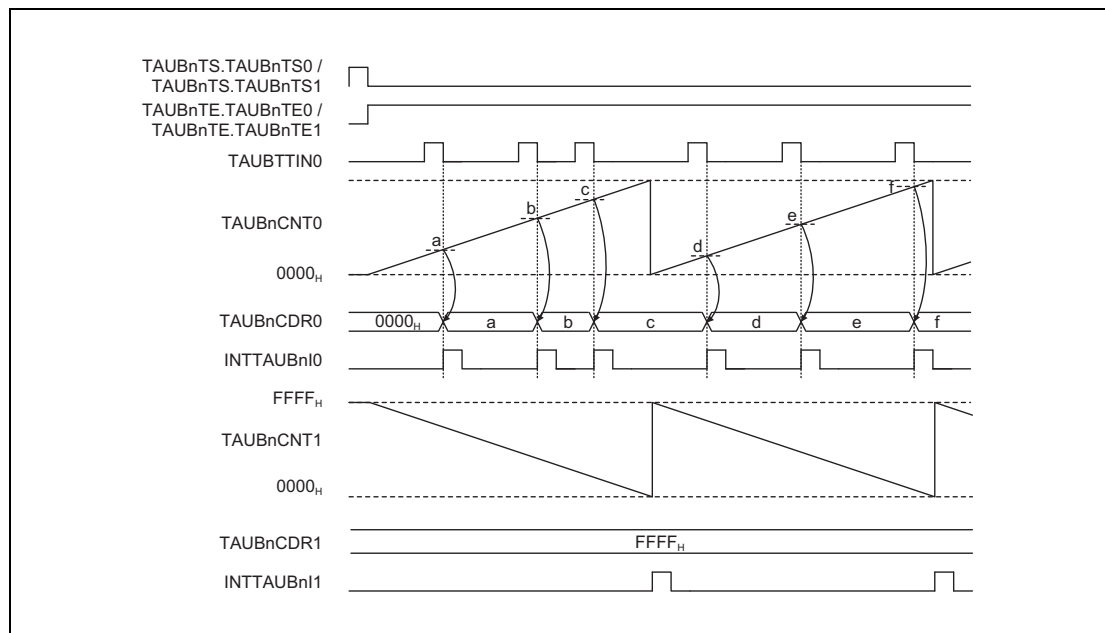 TAUBnTS.TAUBnTS0 /
TAUBnTS.TAUBnTS1
TAUBnTE.TAUBnTE0 /
TAUBnTE.TAUBnTE1
TAUBTTIN0
TAUBnCNT0
a
b
c
d
e
f
0000H
TAUBnCDR0
0000H
a
b
c
d
e
f
INTTAUBnI0
FFFFH
TAUBnCNT1
0000H
TAUBnCDR1
FFFFH
INTTAUBnI1